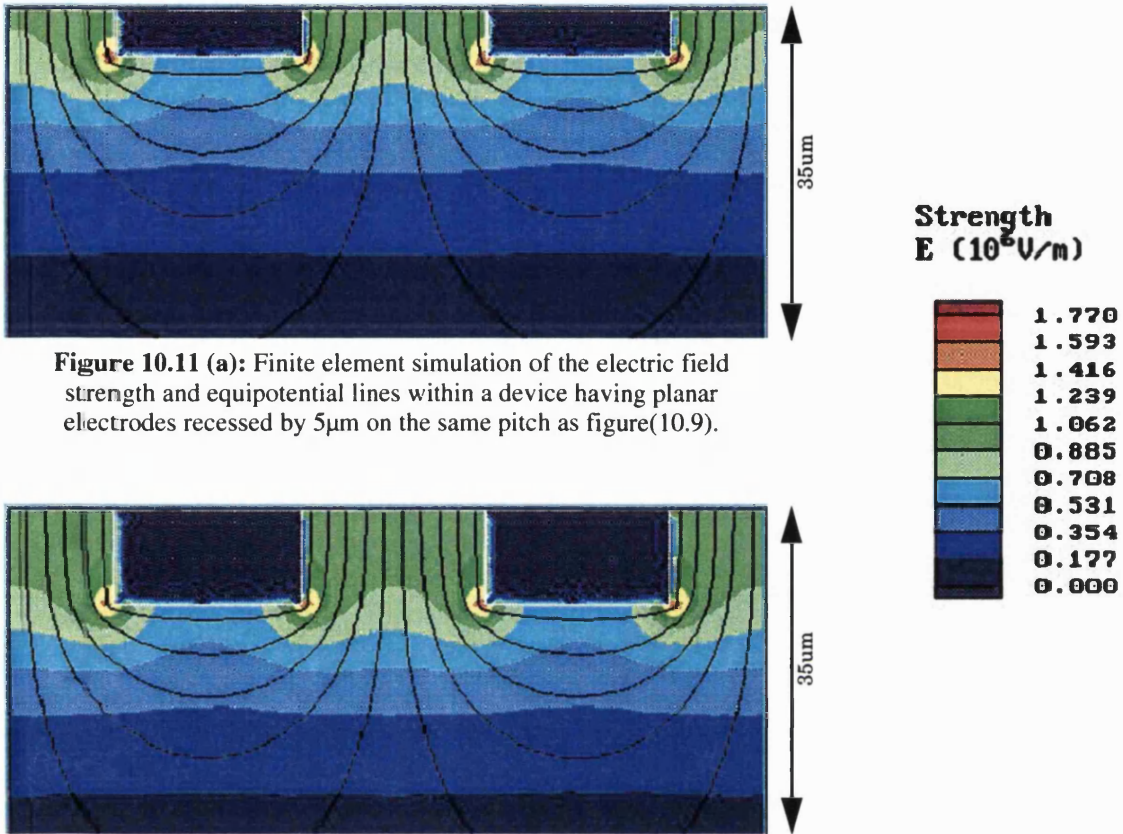 35um
Figure 10.11 (a): Finite element simulation of the electric field
strength and equipotential lines within a device having planar
electrodes recessed by 5µm on the same pitch as figure(10.9).
35um
Strength
E (10⁶V/m)
1.770
1.593
1.416
1.239
1.062
0.885
0.708
0.531
0.354
0.177
0.000